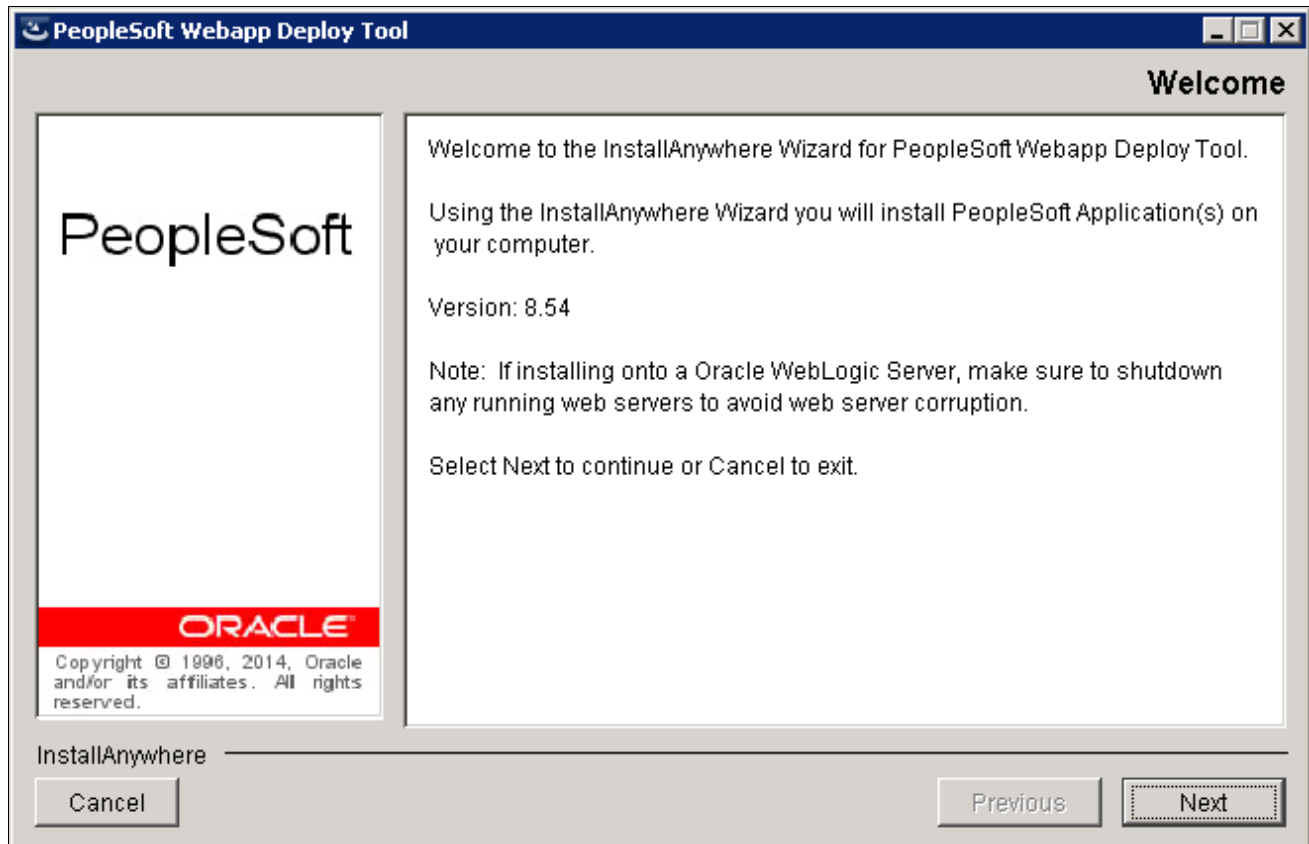 PeopleSoft Webapp Deploy Tool
Welcome
PeopleSoft
ORACLE
Copyright © 1996, 2014, Oracle
and/or its affiliates. All rights
reserved.
Welcome to the InstallAnywhere Wizard for PeopleSoft Webapp Deploy Tool.
Using the InstallAnywhere Wizard you will install PeopleSoft Application(s) on
your computer.
Version: 8.54
Note: If installing onto a Oracle WebLogic Server, make sure to shutdown
any running web servers to avoid web server corruption.
Select Next to continue or Cancel to exit.
InstallAnywhere
Cancel
Previous
Next